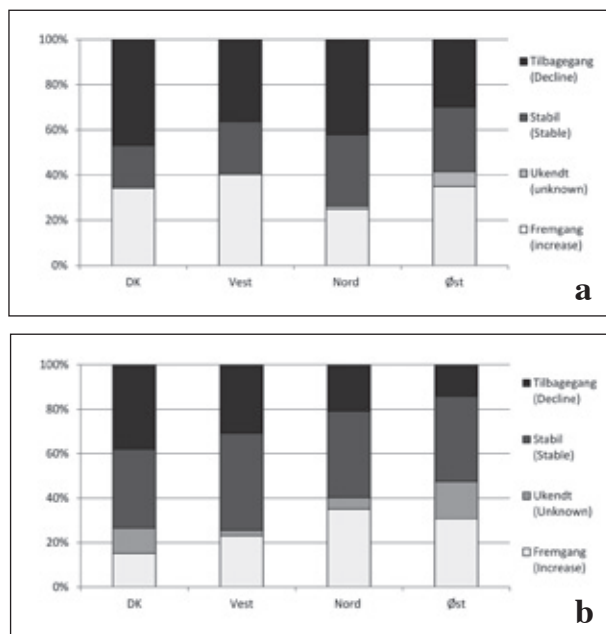 100%
80%
60%
40%
20%
0%
DK
Vest
Nord
Øst
Tilbagegang
(Decline)
Stabil
(Stable)
Ukendt
(unknown)
Fremgang
(increase)
a
100%
80%
60%
40%
20%
0%
DK
Vest
Nord
Øst
Tilbagegang
(Decline)
Stabil
(Stable)
Ukendt
(Unknown)
Fremgang
(Increase)
b